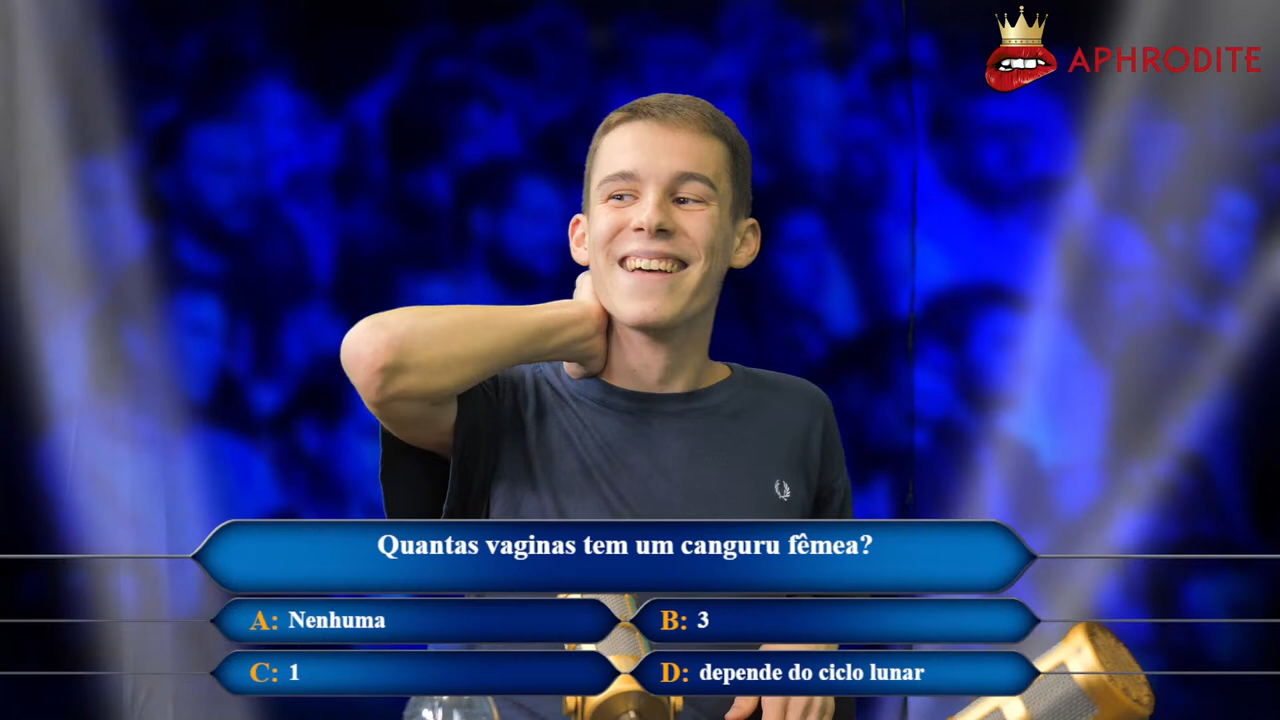 APHRODITE
Quantas vaginas tem um canguru fêmea?
A: Nenhuma
B: 3
C: 1
D: depende do ciclo lunar